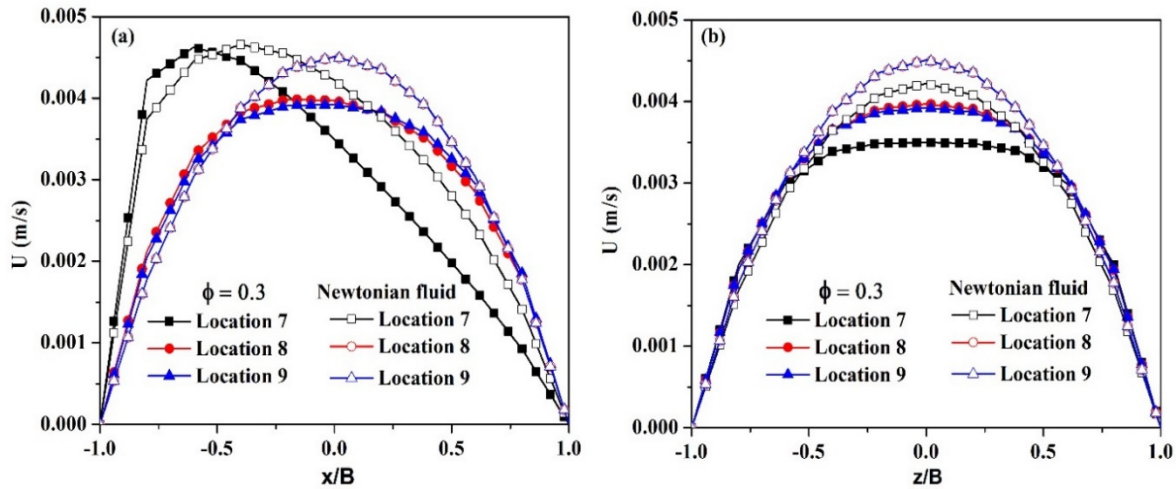 (a)
U (m/s)
0.005
0.004
0.003
0.002
0.001
0.000
ϕ = 0.3 Newtonian fluid
Location 7 Location 7
Location 8 Location 8
Location 9 Location 9
-1.0 -0.5 0.0 0.5 1.0
x/B
(b)
U (m/s)
0.005
0.004
0.003
0.002
0.001
0.000
ϕ = 0.3 Newtonian fluid
Location 7 Location 7
Location 8 Location 8
Location 9 Location 9
-1.0 -0.5 0.0 0.5 1.0
z/B